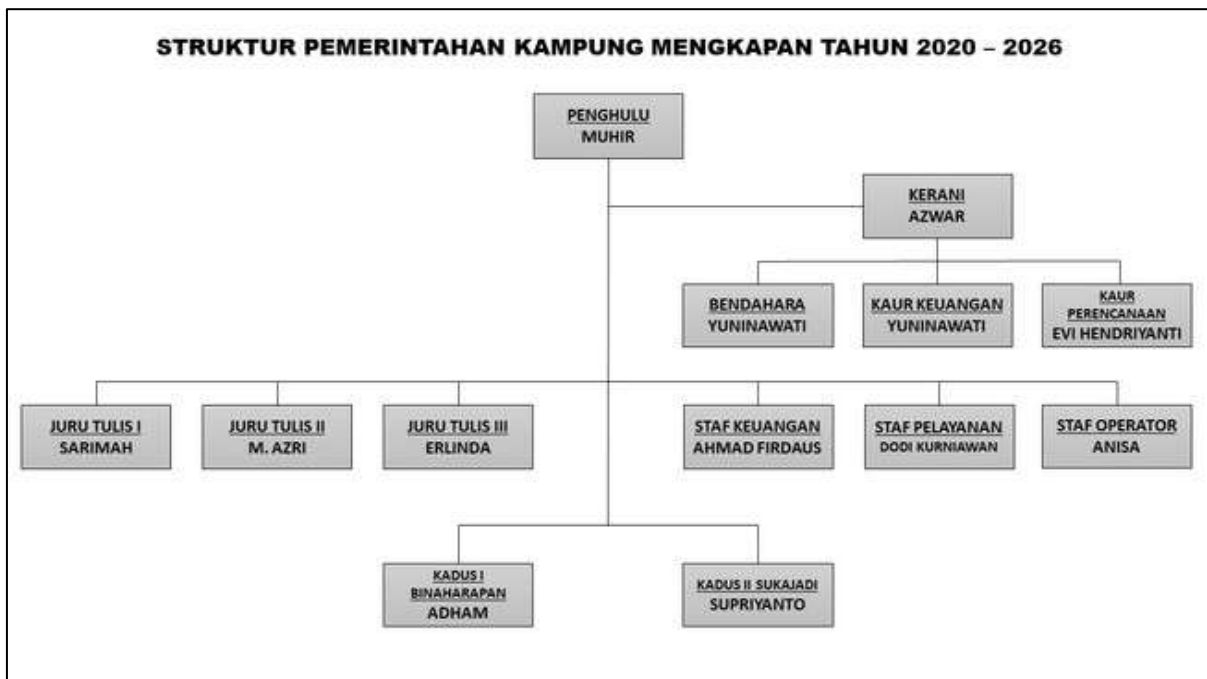 STRUKTUR PEMERINTAHAN KAMPUNG MENGKAPAN TAHUN 2020 – 2026
PENGHULU
MUHIR
KERANI
AZWAR
BENDAHARA
YUNINAWATI
KAUR KEUANGAN
YUNINAWATI
KAUR
PERENCANAAN
EVI HENDRIYANTI
JURU TULIS I
SARIMAH
JURU TULIS II
M. AZRI
JURU TULIS III
ERLINDA
STAF KEUANGAN
AHMAD FIRDAUS
STAF PELAYANAN
DODI KURNIAWAN
STAF OPERATOR
ANISA
KADUS I
BINAHARAPAN
ADHAM
KADUS II SUKAJADI
SUPRIYANTO